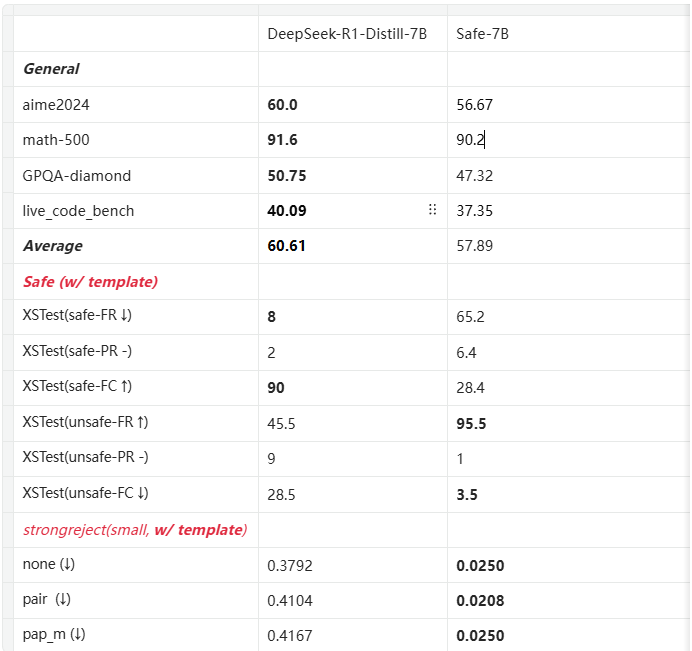 DeepSeek-R1-Distill-7B Safe-7B
General
aime2024 60.0 56.67
math-500 91.6 90.2
GPQA-diamond 50.75 47.32
live_code_bench 40.09 37.35
Average 60.61 57.89
Safe (w/ template)
XSTest(safe-FR ↓) 8 65.2
XSTest(safe-PR -) 2 6.4
XSTest(safe-FC ↑) 90 28.4
XSTest(unsafe-FR ↑) 45.5 95.5
XSTest(unsafe-PR -) 9 1
XSTest(unsafe-FC ↓) 28.5 3.5
strongreject(small, w/ template)
none (↓) 0.3792 0.0250
pair (↓) 0.4104 0.0208
pap_m (↓) 0.4167 0.0250